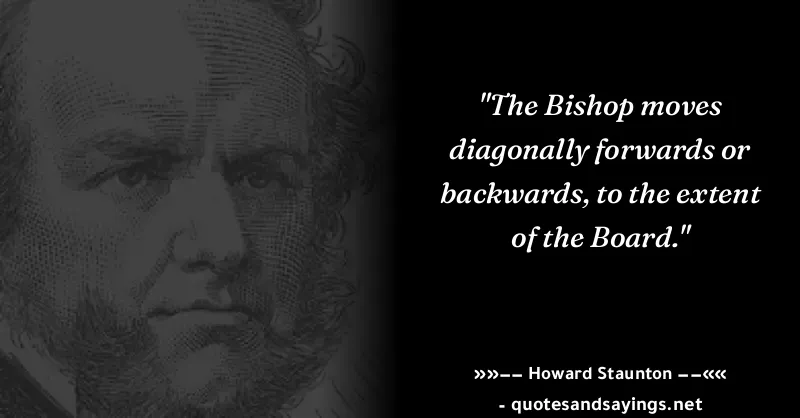 "The Bishop moves
diagonally forwards or
backwards, to the extent
of the Board."
»»−− Howard Staunton −−««
- quotesandsayings.net